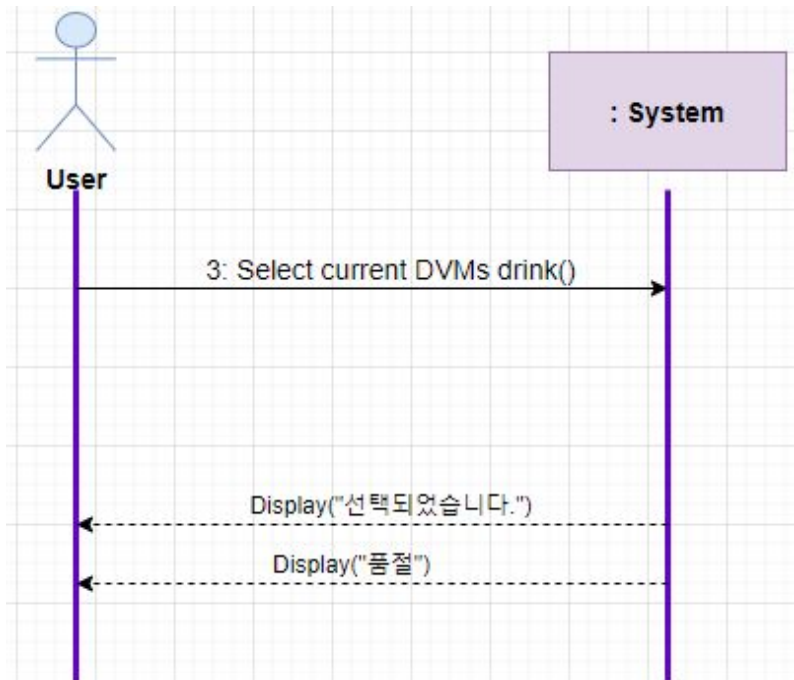 User
: System
3: Select current DVMs drink()
Display("선택되었습니다.")
Display("품절")